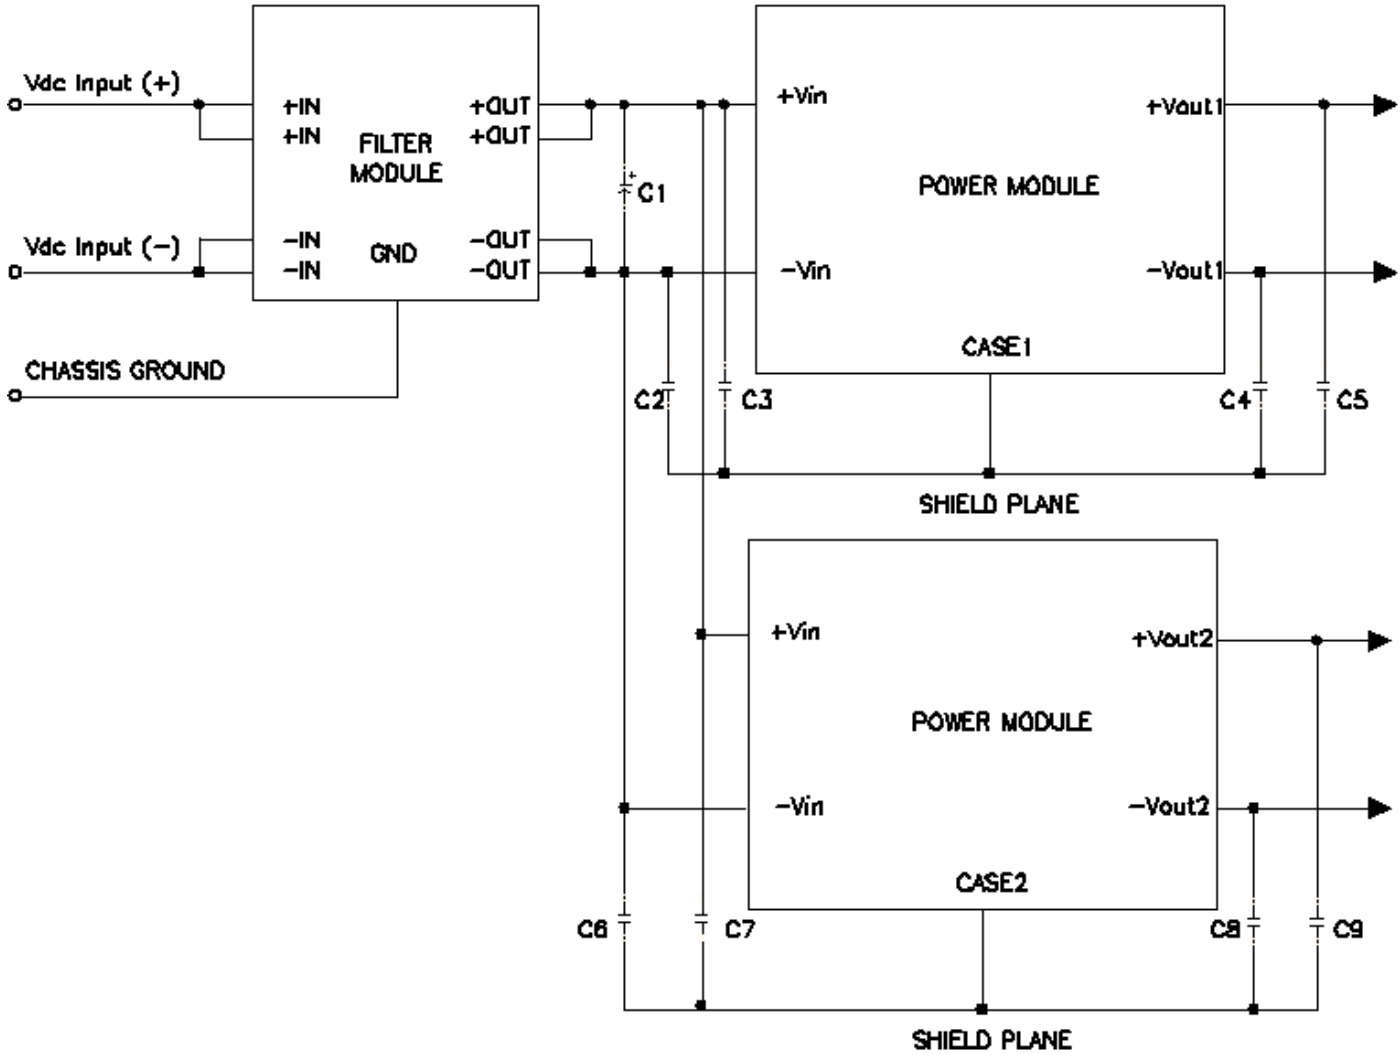 Vdc Input (+)
+IN
+IN
FILTER
MODULE
+OUT
+OUT
Vdc Input (-)
-IN
-IN
GND
-OUT
-OUT
CHASSIS GROUND
+
C1
+Vin
+Vout1
POWER MODULE
-Vin
-Vout1
CASE1
C2
C3
C4
C5
SHIELD PLANE
+Vin
+Vout2
POWER MODULE
-Vin
-Vout2
CASE2
C6
C7
C8
C9
SHIELD PLANE